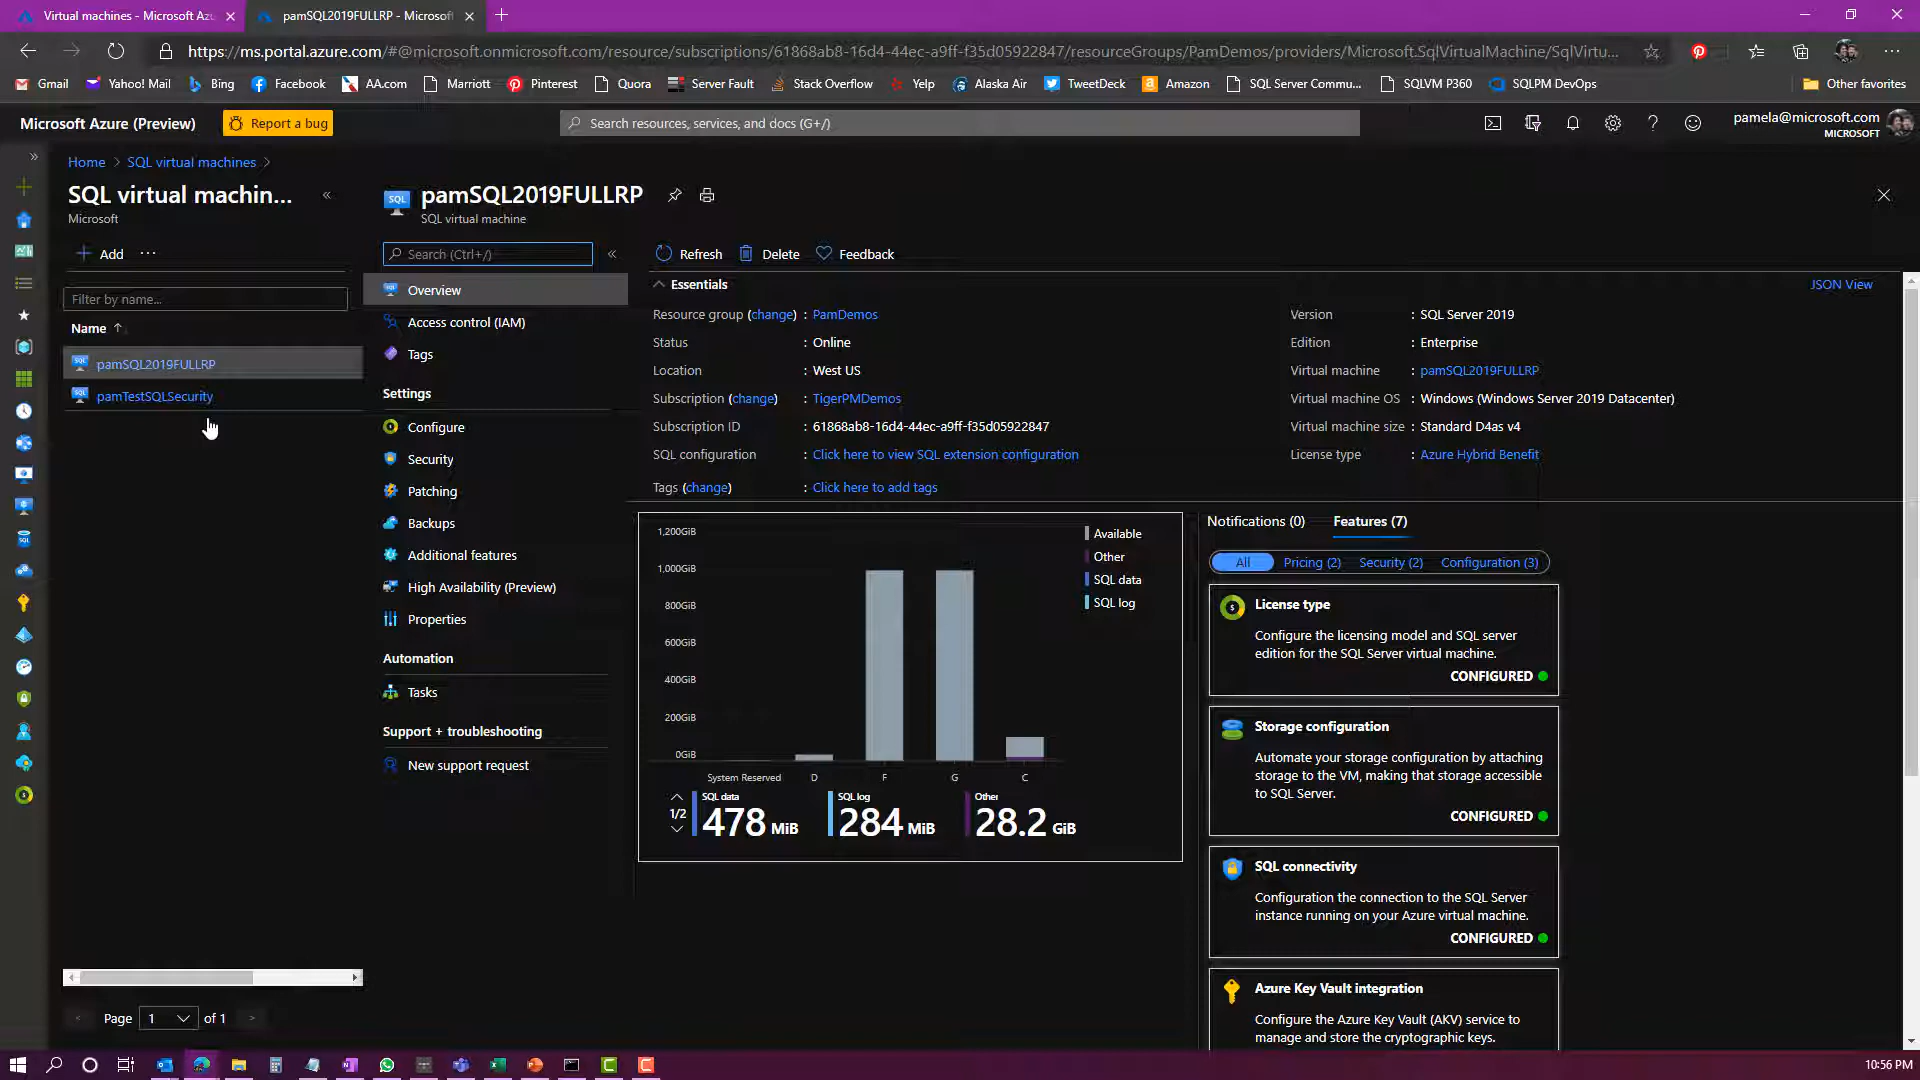 Virtual machines - Microsoft Az
pamSQL2019FULLRP - Microsof
https://ms.portal.azure.com/#@microsoft.onmicrosoft.com/resource/subscriptions/61868ab8-16d4-44ec-a9ff-f35d05922847/resourceGroups/PamDemos/providers/Microsoft.SqlVirtualMachine/SqlVirtu...
Gmail
Yahoo! Mail
Bing
Facebook
AA.com
Marriott
Pinterest
Quora
Server Fault
Stack Overflow
Yelp
Alaska Air
TweetDeck
Amazon
SQL Server Commu...
SQLVM P360
SQLPM DevOps
Other favorites
Microsoft Azure (Preview)
Report a bug
Search resources, services, and docs (G+/)
pamela@microsoft.com
MICROSOFT
Home > SQL virtual machines >
SQL virtual machin...
Microsoft
Add
Filter by name...
Name ↑
pamSQL2019FULLRP
pamTestSQLSecurity
Page 1 of 1
pamSQL2019FULLRP
SQL virtual machine
Search (Ctrl+/)
Overview
Access control (IAM)
Tags
Settings
Configure
Security
Patching
Backups
Additional features
High Availability (Preview)
Properties
Automation
Tasks
Support + troubleshooting
New support request
Refresh
Delete
Feedback
Essentials
JSON View
Resource group (change) : PamDemos
Status : Online
Location : West US
Subscription (change) : TigerPMDemos
Subscription ID : 61868ab8-16d4-44ec-a9ff-f35d05922847
SQL configuration : Click here to view SQL extension configuration
Tags (change) : Click here to add tags
Version : SQL Server 2019
Edition : Enterprise
Virtual machine : pamSQL2019FULLRP
Virtual machine OS : Windows (Windows Server 2019 Datacenter)
Virtual machine size : Standard D4as v4
License type : Azure Hybrid Benefit
1,200GiB
1,000GiB
800GiB
600GiB
400GiB
200GiB
0GiB
System Reserved
D
F
G
C
Available
Other
SQL data
SQL log
1/2
SQL data
478 MiB
SQL log
284 MiB
Other
28.2 GiB
Notifications (0)
Features (7)
All
Pricing (2)
Security (2)
Configuration (3)
License type
Configure the licensing model and SQL server
edition for the SQL Server virtual machine.
CONFIGURED
Storage configuration
Automate your storage configuration by attaching
storage to the VM, making that storage accessible
to SQL Server.
CONFIGURED
SQL connectivity
Configuration the connection to the SQL Server
instance running on your Azure virtual machine.
CONFIGURED
Azure Key Vault integration
Configure the Azure Key Vault (AKV) service to
manage and store the cryptographic keys.
10:56 PM